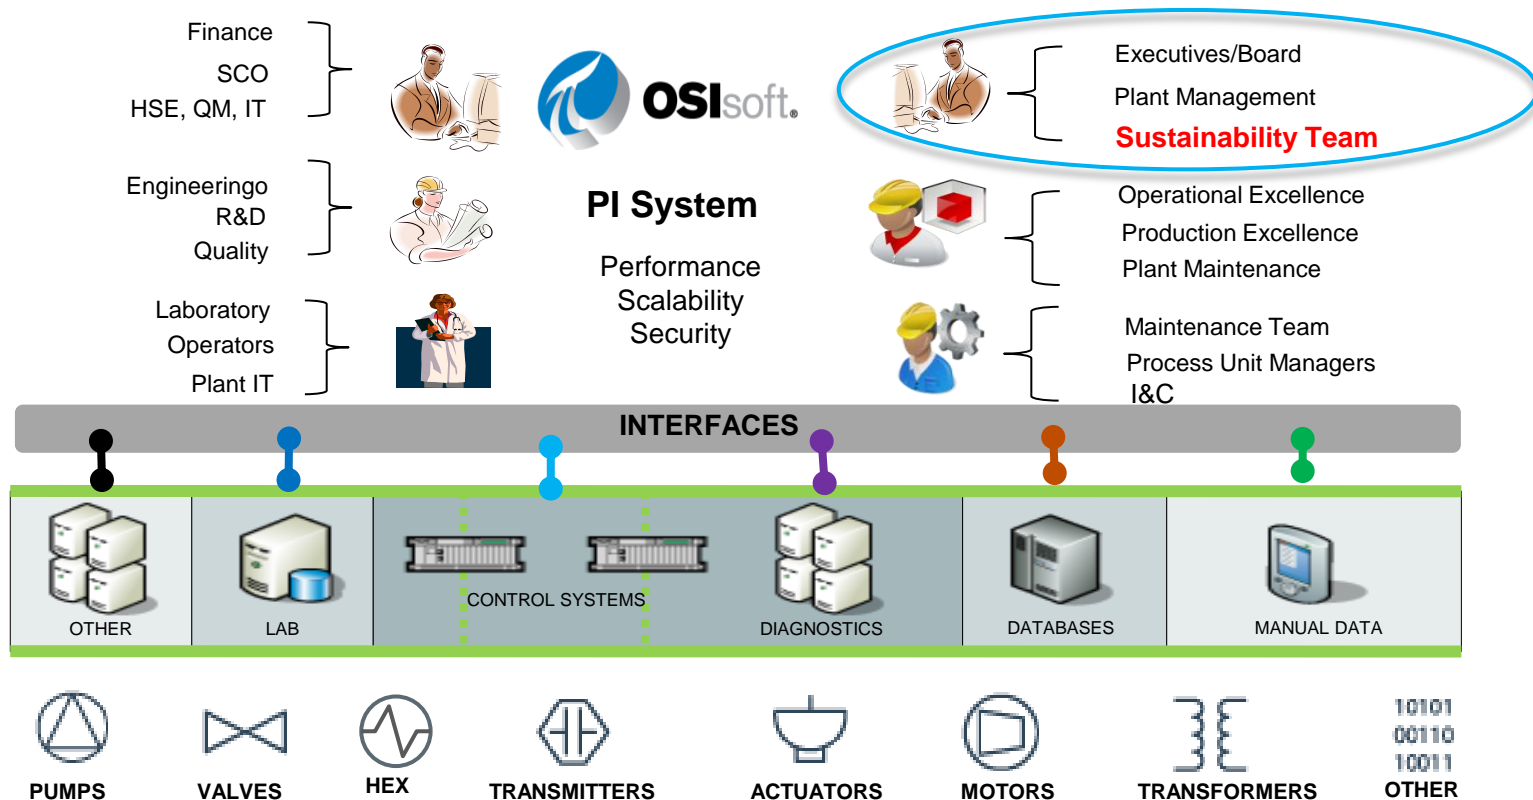 Finance
SCO
HSE, QM, IT
OSIsoft®
Executives/Board
Plant Management
Sustainability Team
Engineeringo
R&D
Quality
PI System
Performance
Scalability
Security
Operational Excellence
Production Excellence
Plant Maintenance
Laboratory
Operators
Plant IT
Maintenance Team
Process Unit Managers
I&C
INTERFACES
OTHER
LAB
CONTROL SYSTEMS
DIAGNOSTICS
DATABASES
MANUAL DATA
10101
00110
10011
PUMPS
VALVES
HEX
TRANSMITTERS
ACTUATORS
MOTORS
TRANSFORMERS
OTHER